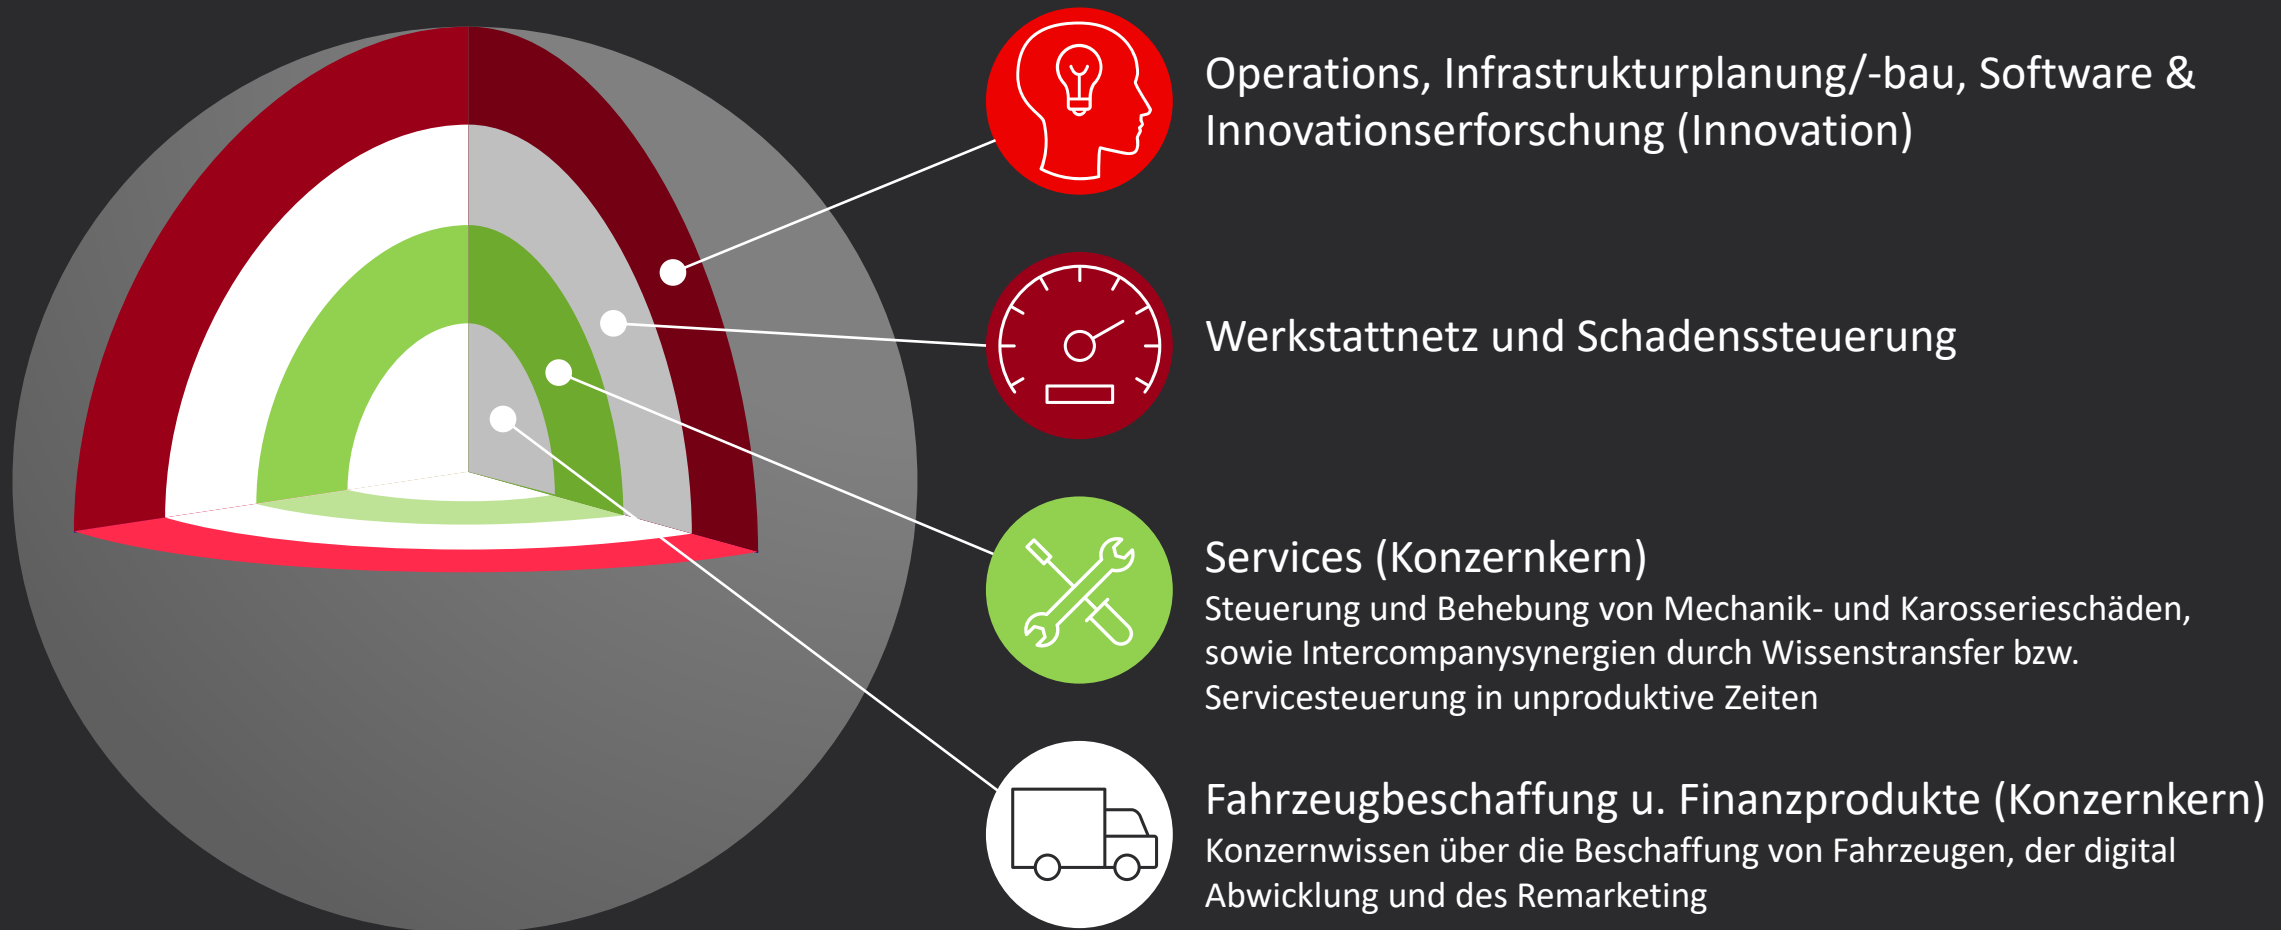 Operations, Infrastrukturplanung/-bau, Software &
Innovationserforschung (Innovation)
Werkstattnetz und Schadenssteuerung
Services (Konzernkern)
Steuerung und Behebung von Mechanik- und Karosserieschäden,
sowie Intercompanysynergien durch Wissenstransfer bzw.
Servicesteuerung in unproduktive Zeiten
Fahrzeugbeschaffung u. Finanzprodukte (Konzernkern)
Konzernwissen über die Beschaffung von Fahrzeugen, der digital
Abwicklung und des Remarketing